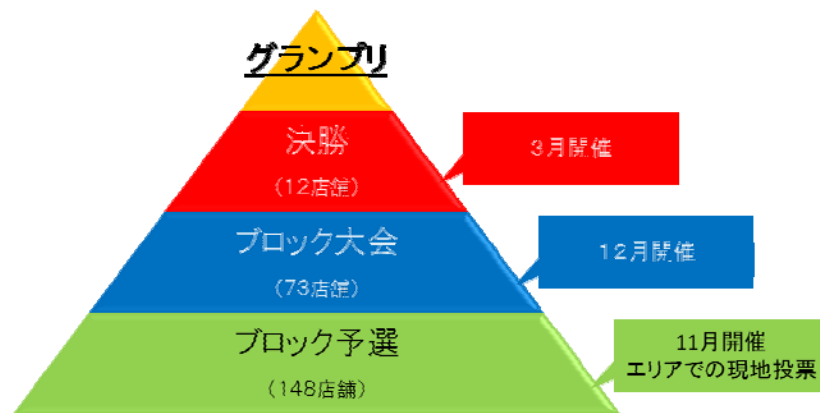 グランプリ
決勝
（12店舗）
3月開催
ブロック大会
（73店舗）
12月開催
ブロック予選
（148店舗）
11月開催
エリアでの現地投票